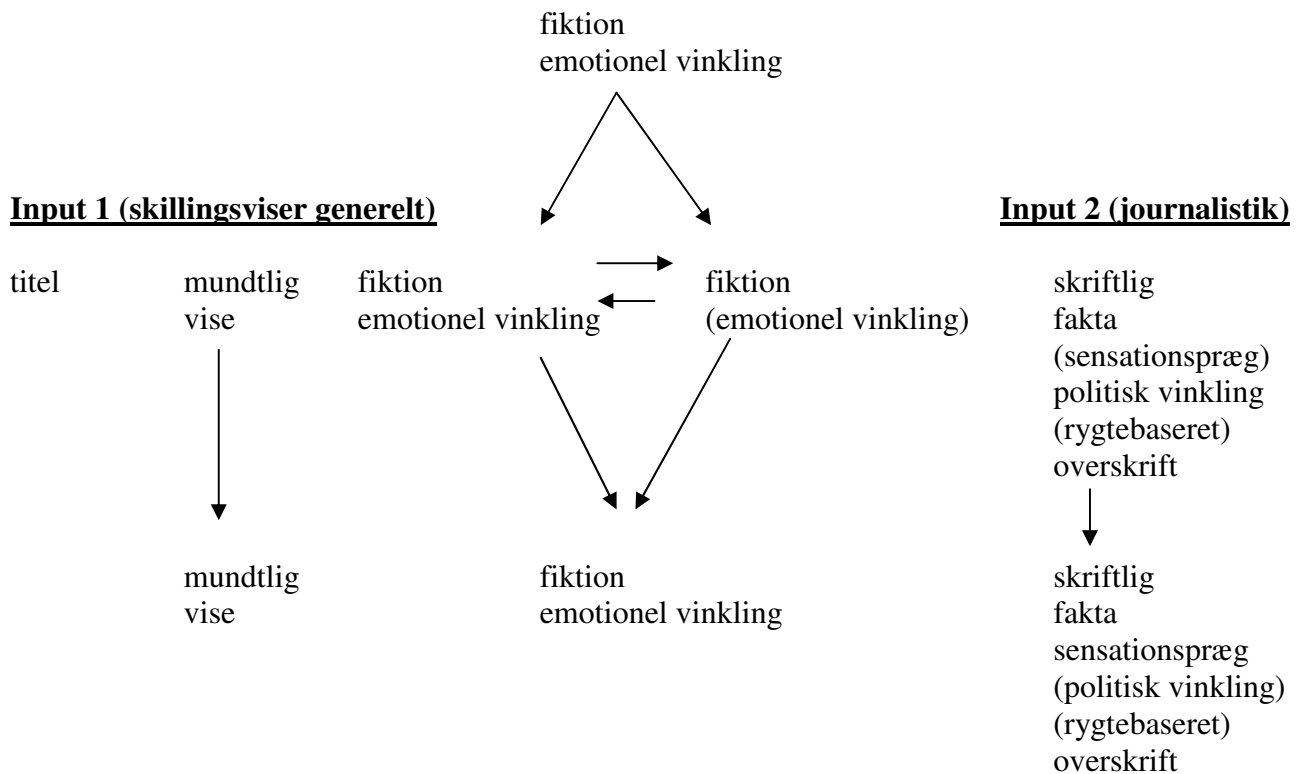 fiktion
emotionel vinkling
Input 1 (skillingsviser generelt) Input 2 (journalistik)
titel mundtlig fiktion fiktion skriftlig
vise emotionel vinkling (emotionel vinkling) fakta
(sensationspræg)
politisk vinkling
(rygtebaseret)
overskrift
mundtlig fiktion skriftlig
vise emotionel vinkling fakta
sensationspræg
(politisk vinkling)
(rygtebaseret)
overskrift